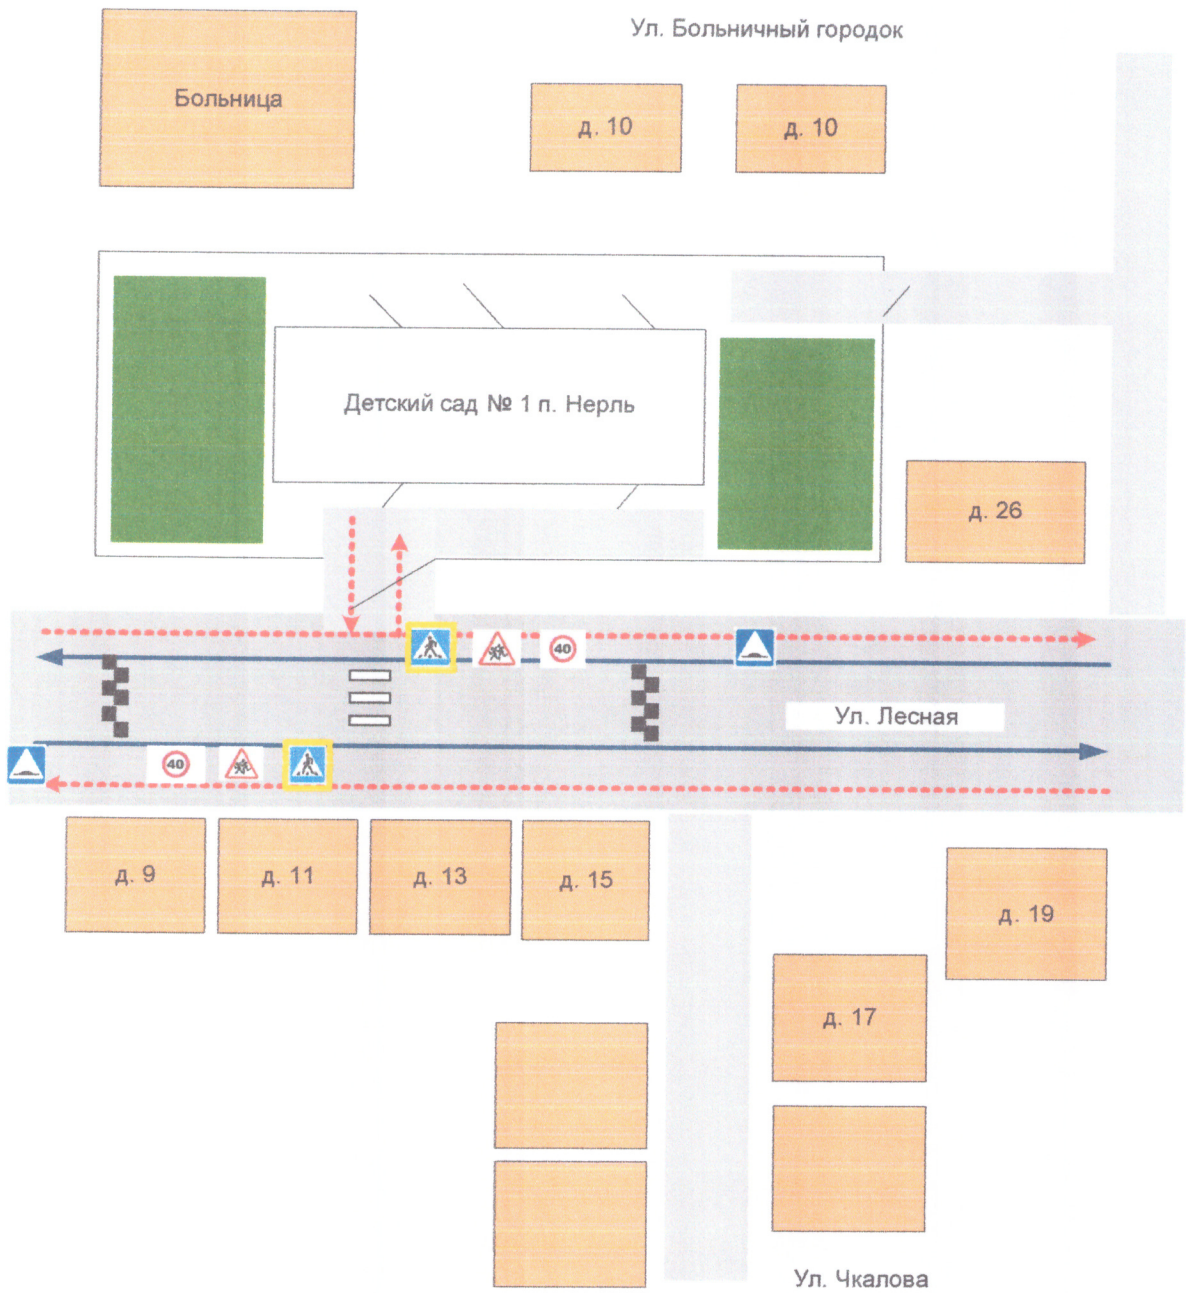 Ул. Больничный городок
Больница
д. 10
д. 10
Детский сад № 1 п. Нерль
д. 26
40
Ул. Лесная
40
д. 9
д. 11
д. 13
д. 15
д. 19
д. 17
Ул. Чкалова